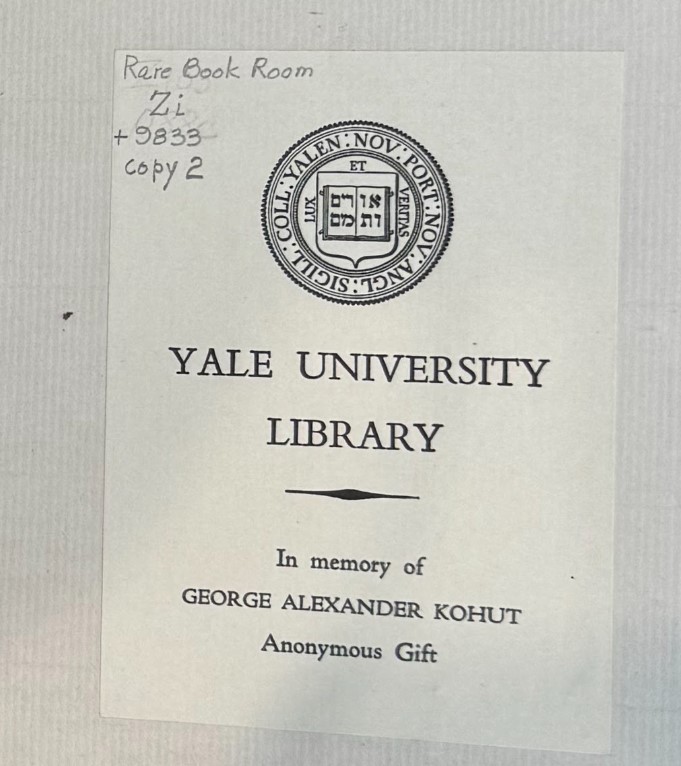 Rare Book Room
Zi
+9833
copy 2
SIGILL: COLL: YALEN: NOV: PORT: NOV: ANGL:
ET
LUX
VERITAS
אורים
ותמים
YALE UNIVERSITY
LIBRARY
In memory of
GEORGE ALEXANDER KOHUT
Anonymous Gift